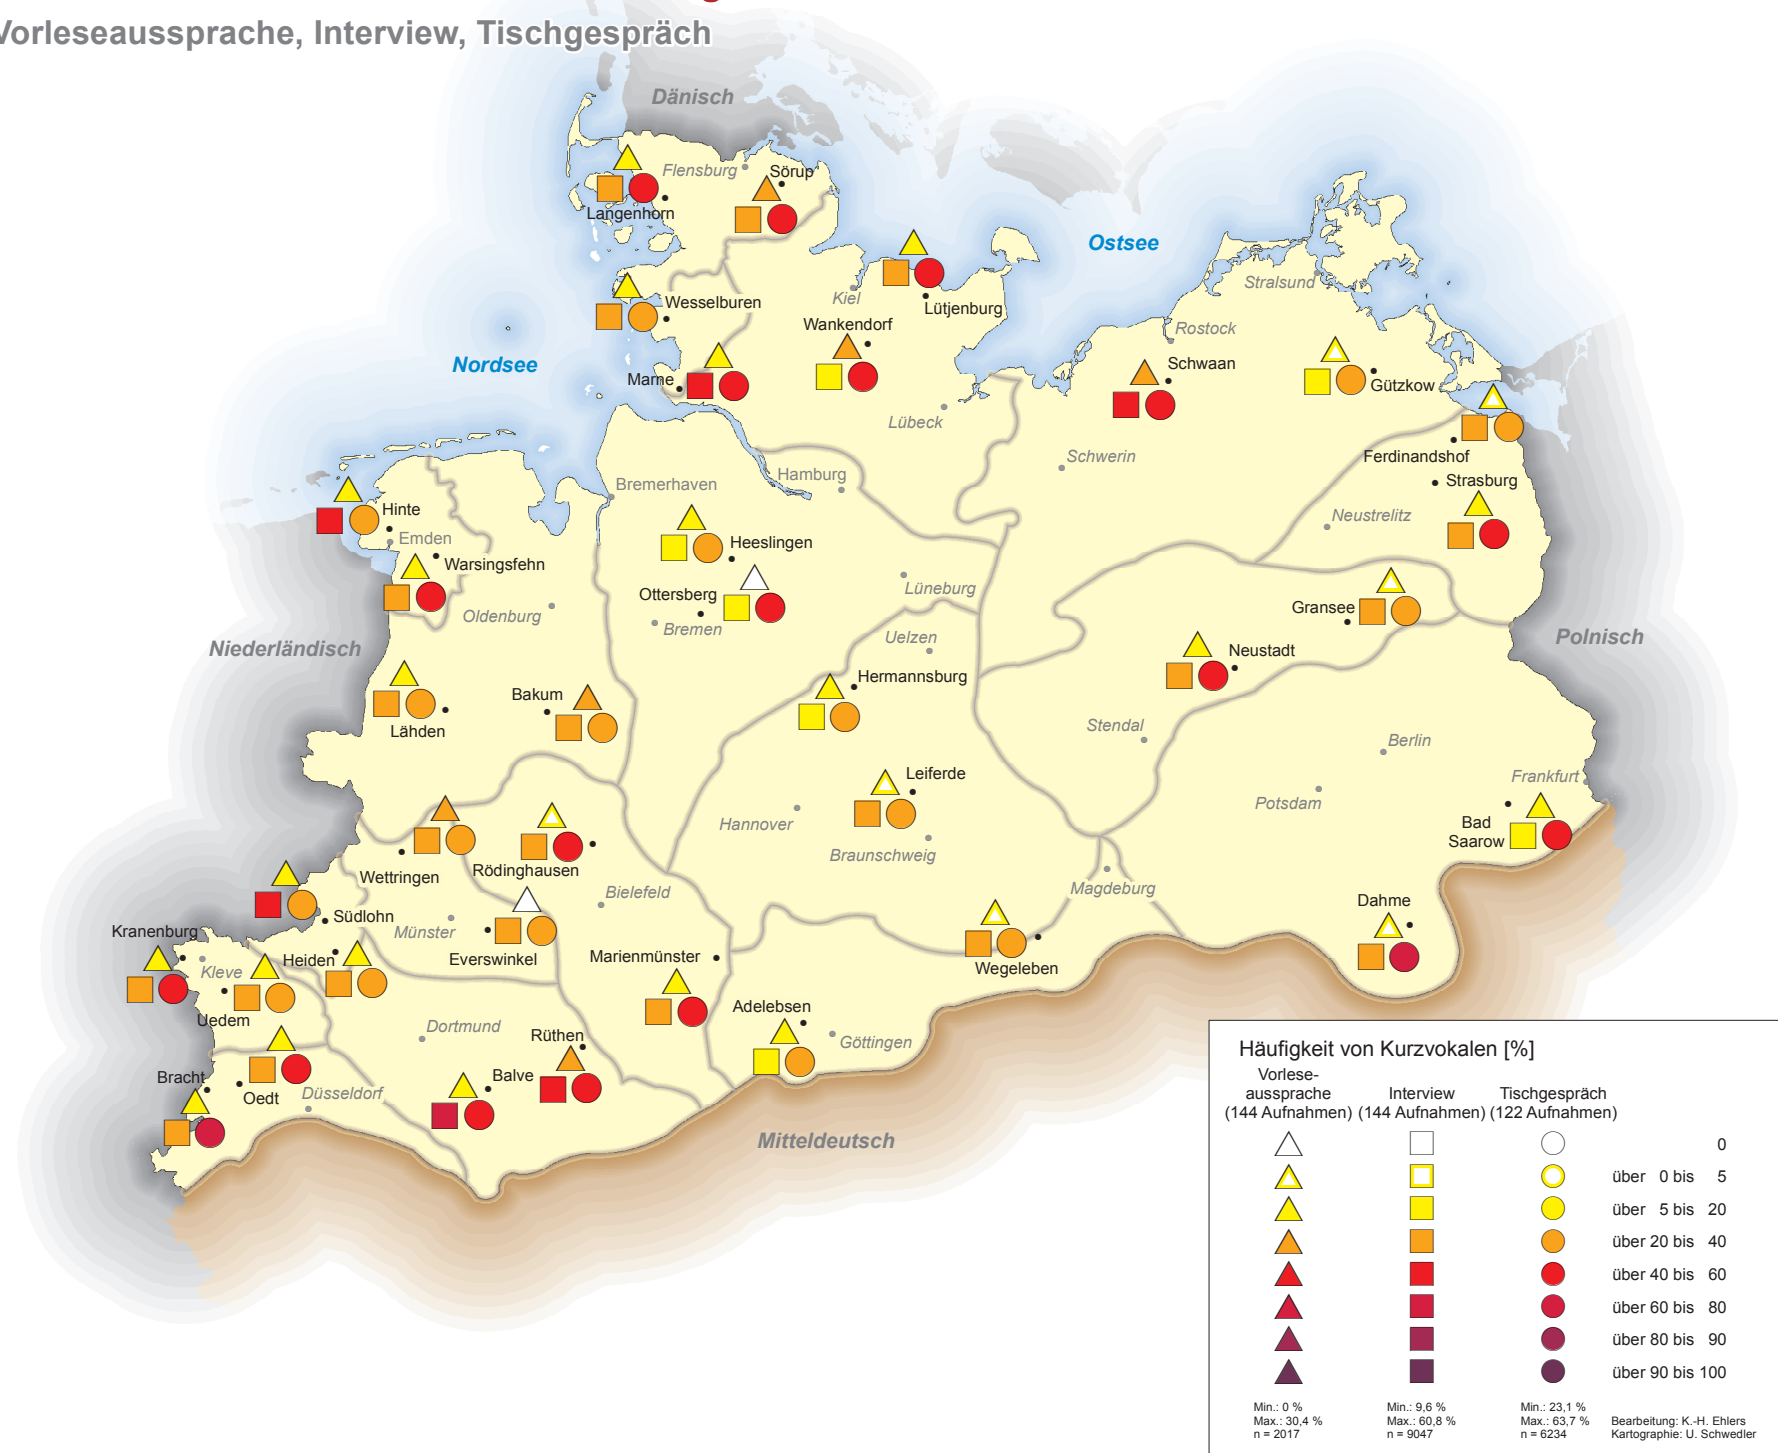 Vorleseaussprache, Interview, Tischgespräch
Dänisch
Flensburg
Sörup
Langenhorn
Ostsee
Stralsund
Kiel
Lütjenburg
Wesselburen
Wankendorf
Rostock
Nordsee
Schwaan
Marne
Gützkow
Lübeck
Schwerin
Ferdinandshof
Hamburg
Bremerhaven
Strasburg
Hinte
Neustrelitz
Emden
Heeslingen
Warsingsfehn
Lüneburg
Ottersberg
Gransee
Oldenburg
Bremen
Uelzen
Polnisch
Niederländisch
Neustadt
Hermannsburg
Bakum
Stendal
Lähden
Berlin
Leiferde
Frankfurt
Potsdam
Hannover
Bad
Saarow
Braunschweig
Rödinghausen
Wettringen
Magdeburg
Bielefeld
Dahme
Südlohn
Kranenburg
Münster
Everswinkel
Marienmünster
Heiden
Kleve
Wegeleben
Adelebsen
Uedem
Dortmund
Rüthen
Göttingen
Balve
Bracht
Düsseldorf
Oedt
Mitteldeutsch
Häufigkeit von Kurzvokalen [%]
Vorlese-
aussprache Interview Tischgespräch
(144 Aufnahmen) (144 Aufnahmen) (122 Aufnahmen)
0
über 0 bis 5
über 5 bis 20
über 20 bis 40
über 40 bis 60
über 60 bis 80
über 80 bis 90
über 90 bis 100
Min.: 0 % Min.: 9,6 % Min.: 23,1 %
Max.: 30,4 % Max.: 60,8 % Max.: 63,7 % Bearbeitung: K.-H. Ehlers
n = 2017 n = 9047 n = 6234 Kartographie: U. Schwedler